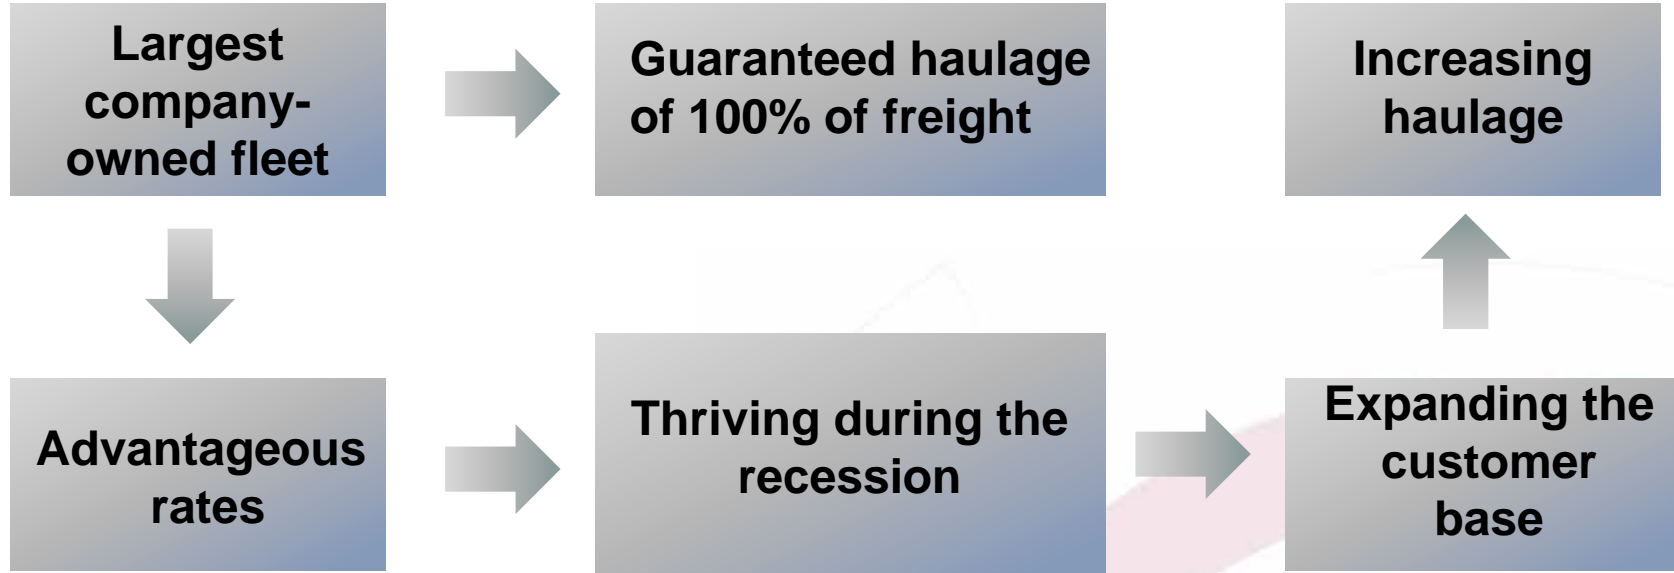 Largest
company-
owned fleet
Guaranteed haulage
of 100% of freight
Increasing
haulage
Advantageous
rates
Thriving during the
recession
Expanding the
customer
base